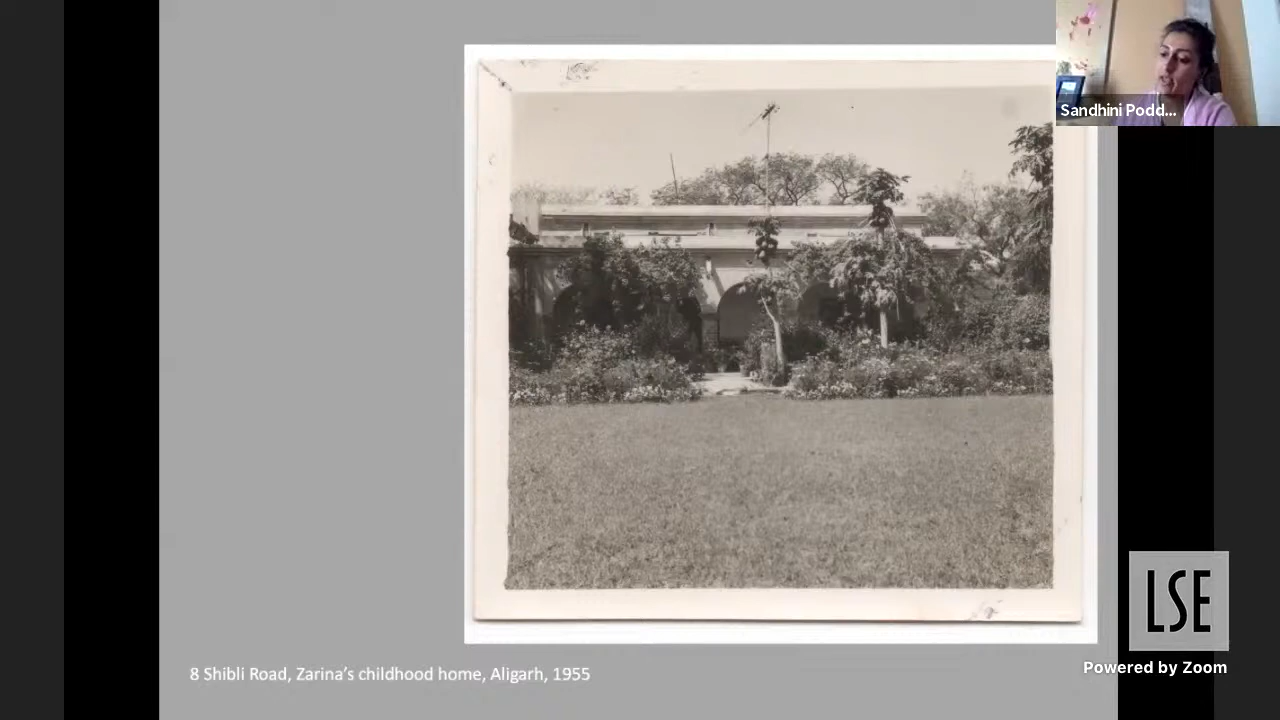 Sandhini Podd...
LSE
Powered by Zoom
8 Shibli Road, Zarina's childhood home, Aligarh, 1955